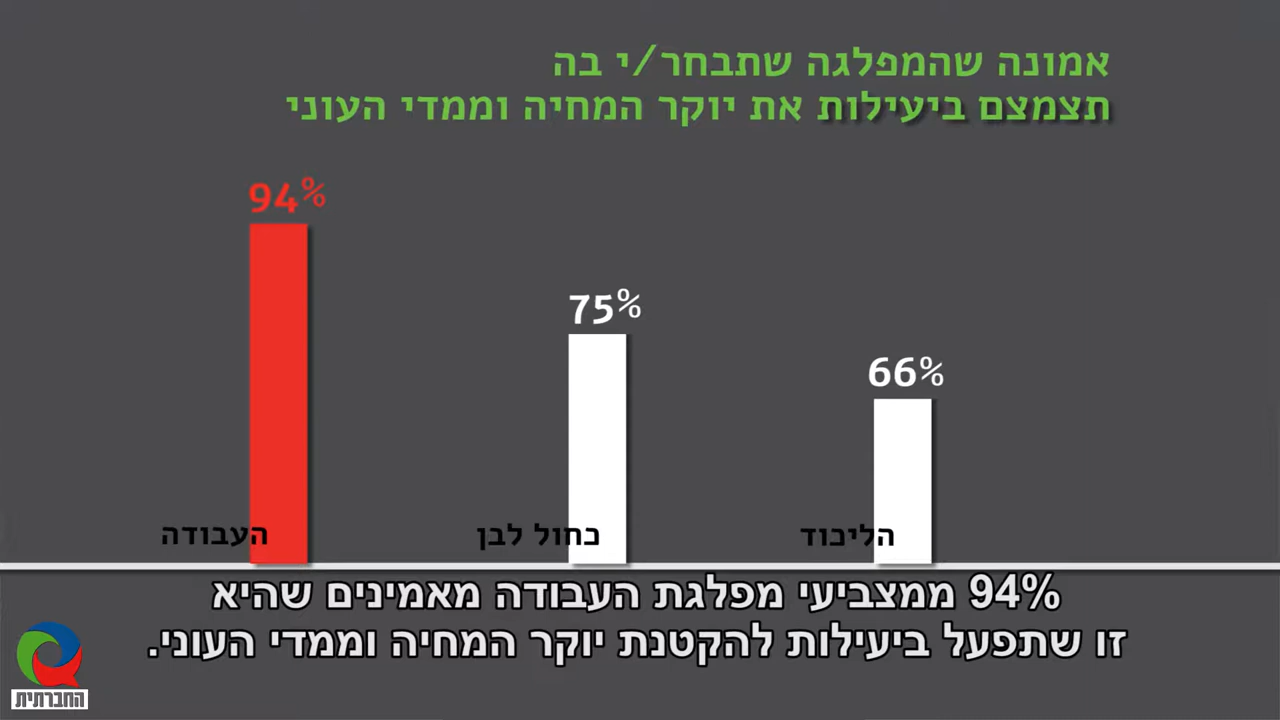 אמונה שהמפלגה שתבחר/י בה
תצמצם ביעילות את יוקר המחיה וממדי העוני
94%
75%
66%
העבודה
כחול לבן
הליכוד
94% ממצביעי מפלגת העבודה מאמינים שהיא
זו שתפעל ביעילות להקטנת יוקר המחיה וממדי העוני.
החברתית